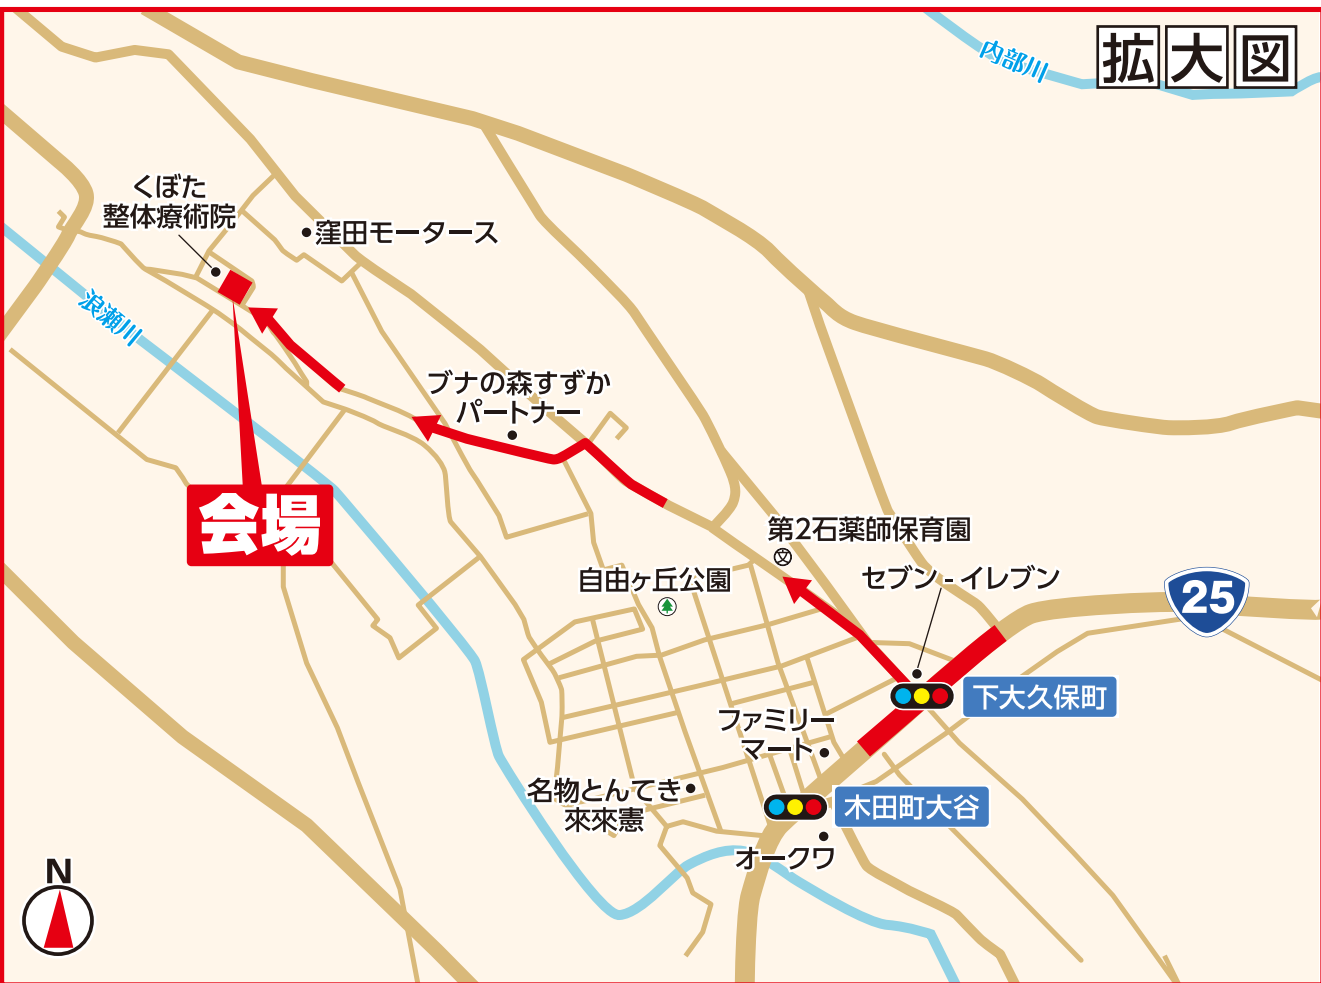 拡大図
内部川
くぼた
整体療術院
窪田モータース
浪瀬川
ブナの森すずか
パートナー
会場
第2石薬師保育園
文
自由ヶ丘公園
セブン-イレブン
25
下大久保町
ファミリー
マート
名物とんてき
來來憲
木田町大谷
オークワ
N